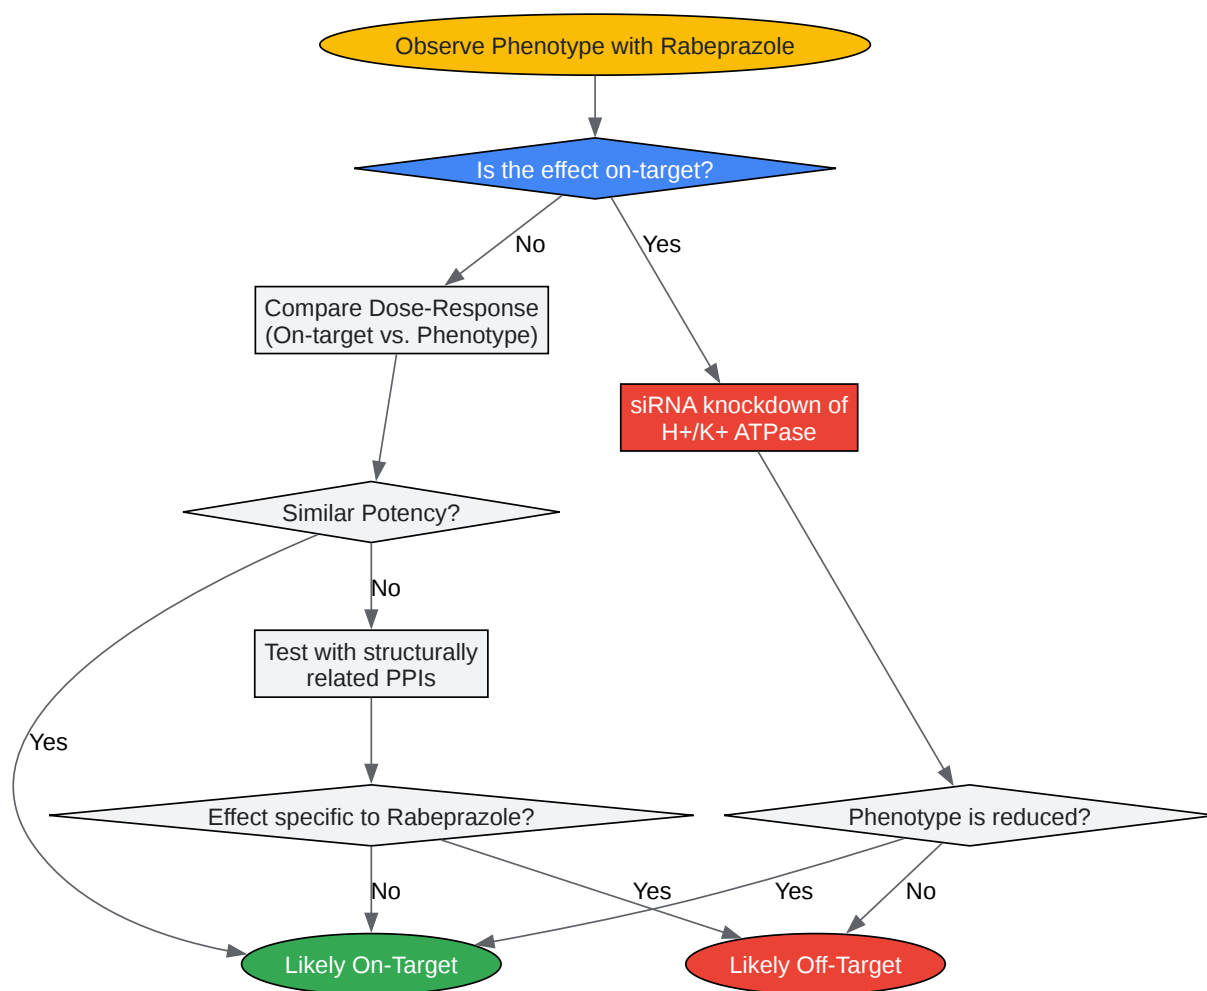 Observe Phenotype with Rabeprazole
Is the effect on-target?
No
Yes
Compare Dose-Response
(On-target vs. Phenotype)
siRNA knockdown of
H+/K+ ATPase
Similar Potency?
No
Test with structurally
related PPIs
Yes
Effect specific to Rabeprazole?
Phenotype is reduced?
No
Yes
Yes
No
Likely On-Target
Likely Off-Target